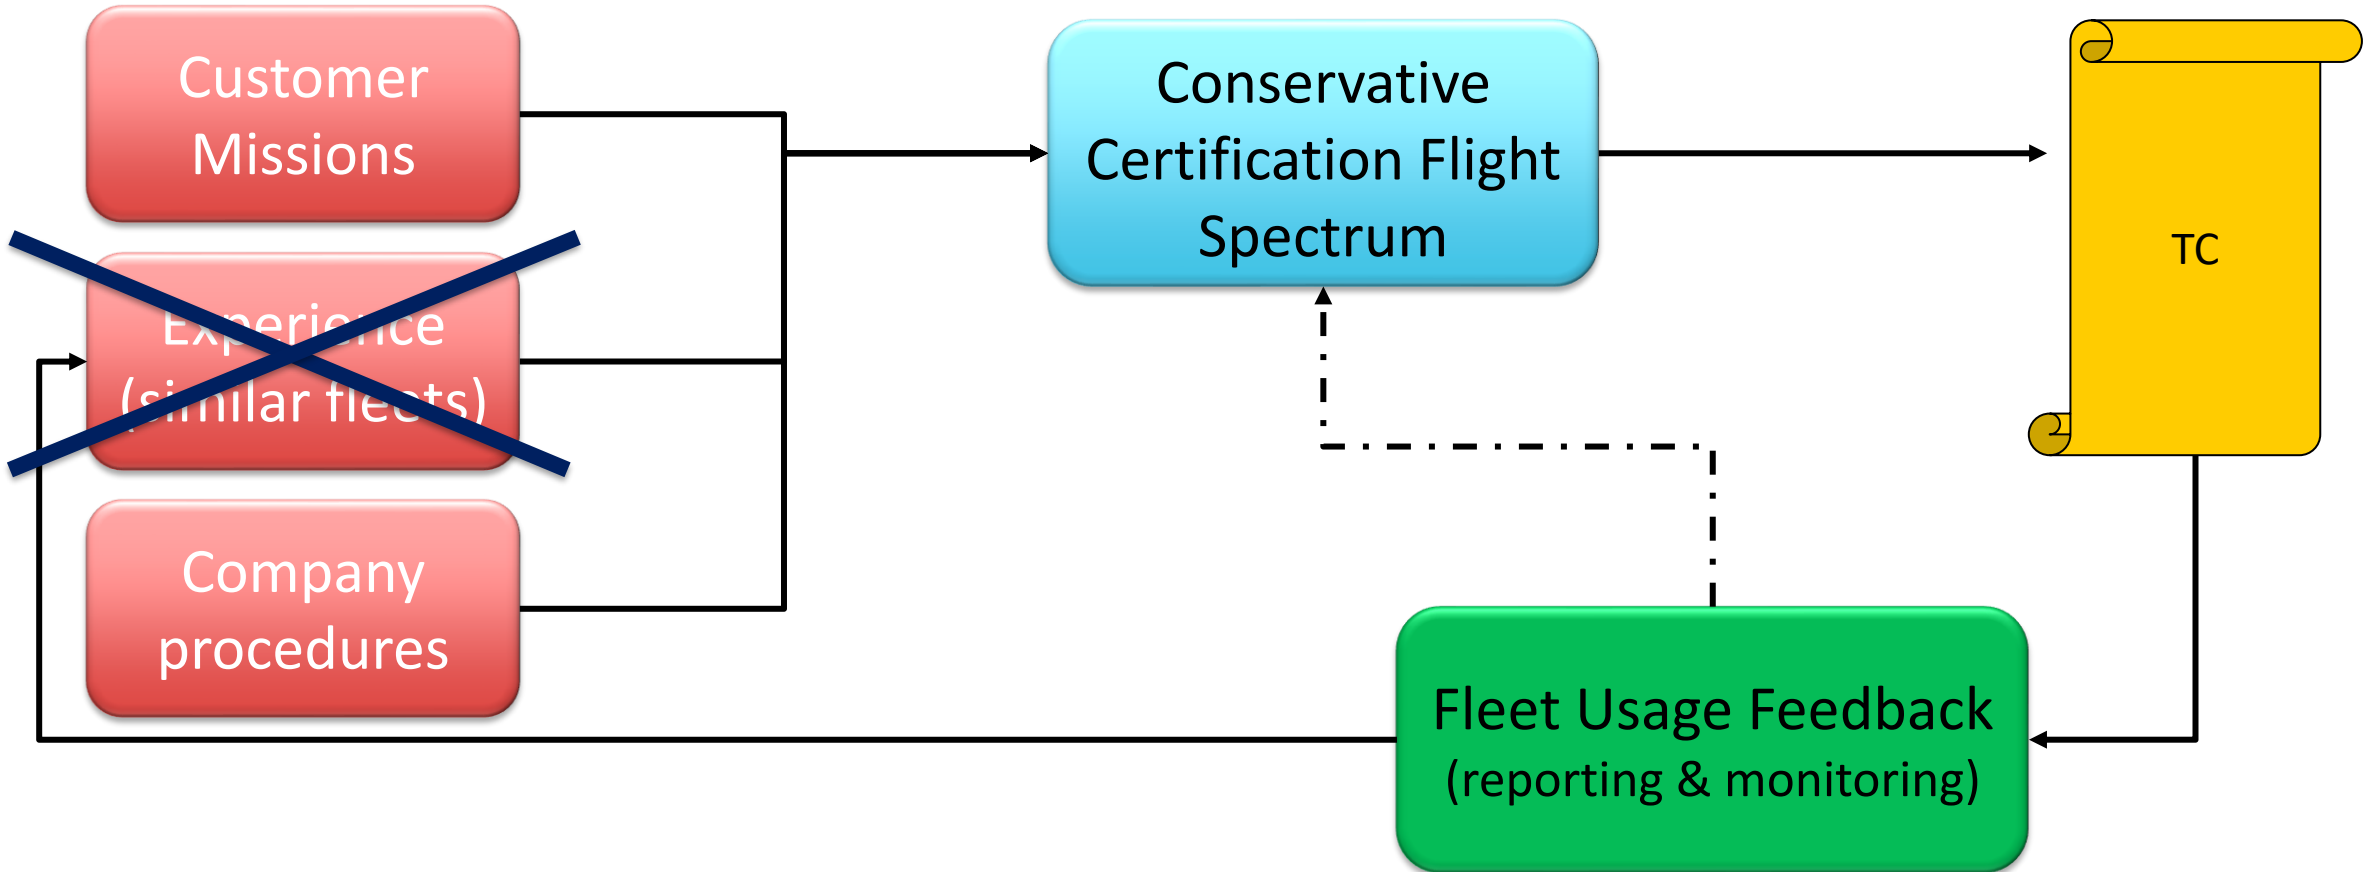 Customer
Missions
Experience
(similar fleets)
Company
procedures
Conservative
Certification Flight
Spectrum
TC
Fleet Usage Feedback
(reporting & monitoring)